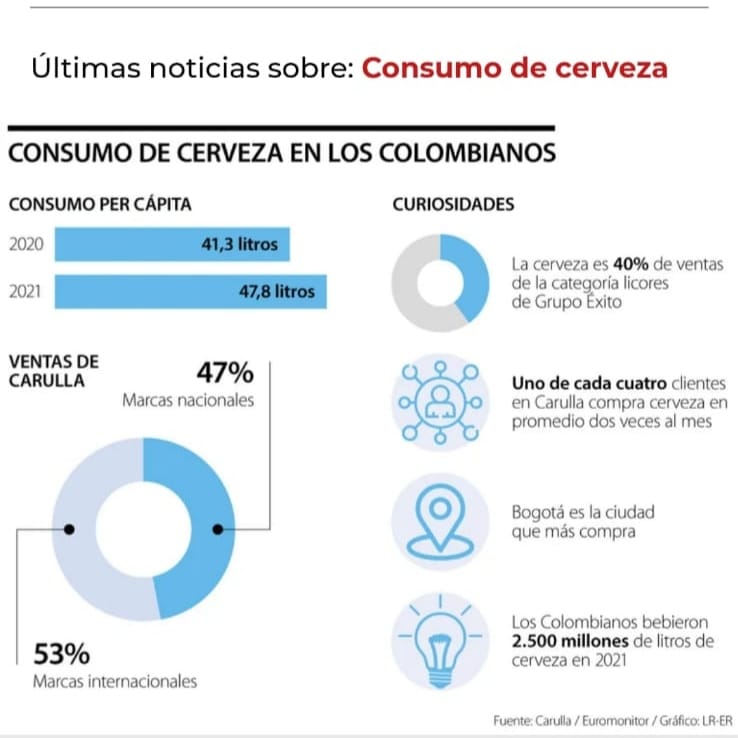 Últimas noticias sobre: Consumo de cerveza
CONSUMO DE CERVEZA EN LOS COLOMBIANOS
CONSUMO PER CÁPITA
2020
41,3 litros
2021
47,8 litros
VENTAS DE
CARULLA
47%
Marcas nacionales
53%
Marcas internacionales
CURIOSIDADES
La cerveza es 40% de ventas
de la categoría licores
de Grupo Éxito
Uno de cada cuatro clientes
en Carulla compra cerveza en
promedio dos veces al mes
Bogotá es la ciudad
que más compra
Los Colombianos bebieron
2.500 millones de litros de
cerveza en 2021
Fuente: Carulla / Euromonitor / Gráfico: LR-ER